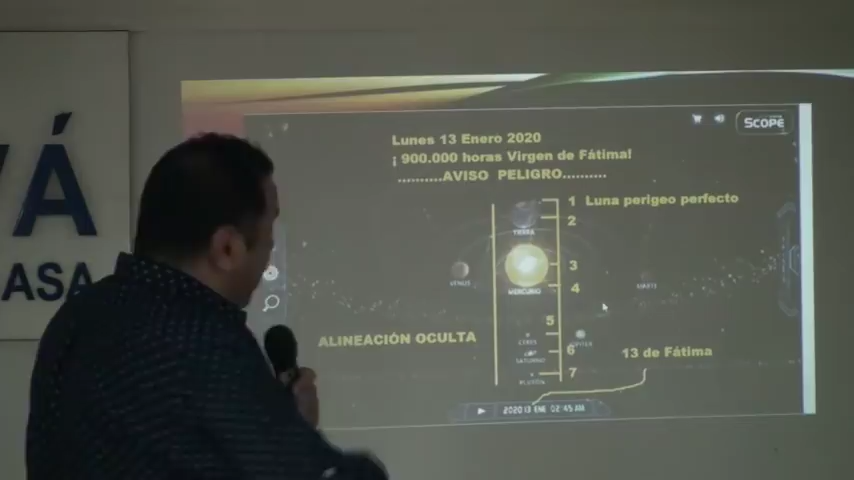 VÁ
ASA
SCOPE
Lunes 13 Enero 2020
¡ 900.000 horas Virgen de Fátima!
..........AVISO PELIGRO..........
1 Luna perigeo perfecto
2
TIERRA
3
VENUS
MERCURIO
4
MARTE
5
CERES
ALINEACIÓN OCULTA
6
SATURNO
13 de Fátima
7
PLUTÓN
2020 13 ENE 02:45 AM